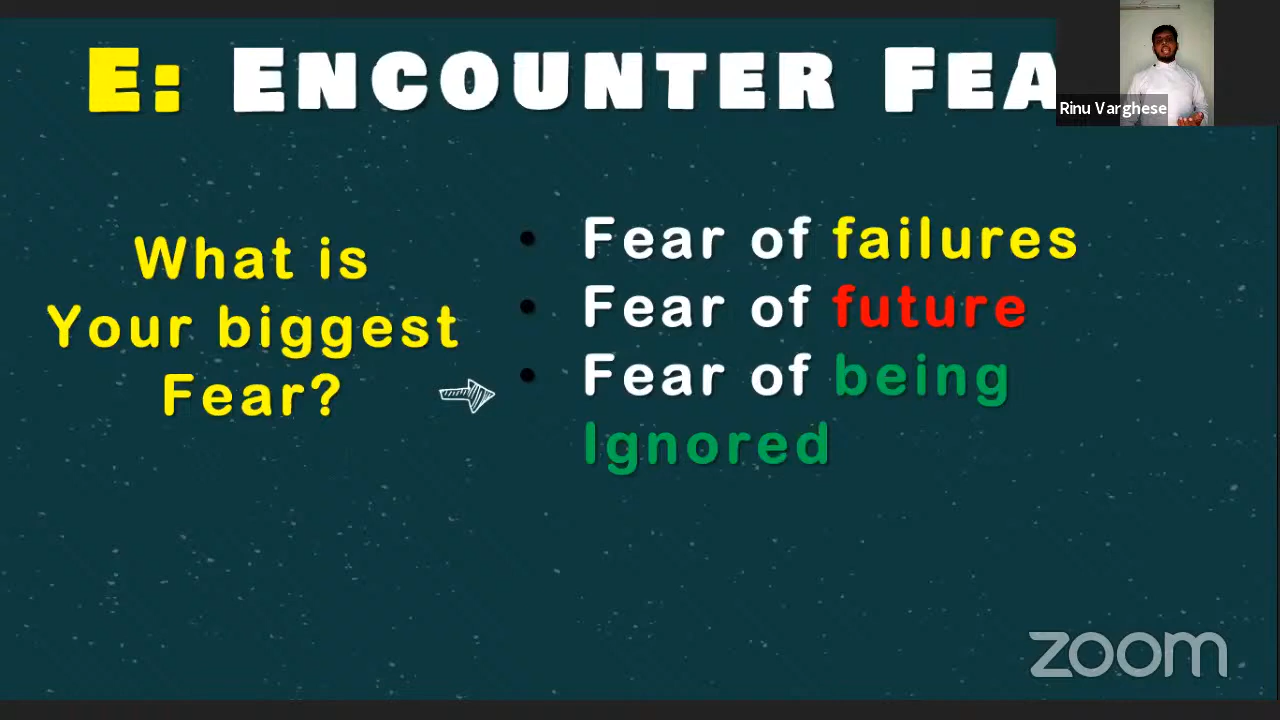 E: ENCOUNTER FEA
Rinu Varghese
What is
Your biggest
Fear?
• Fear of failures
• Fear of future
• Fear of being
Ignored
zoom